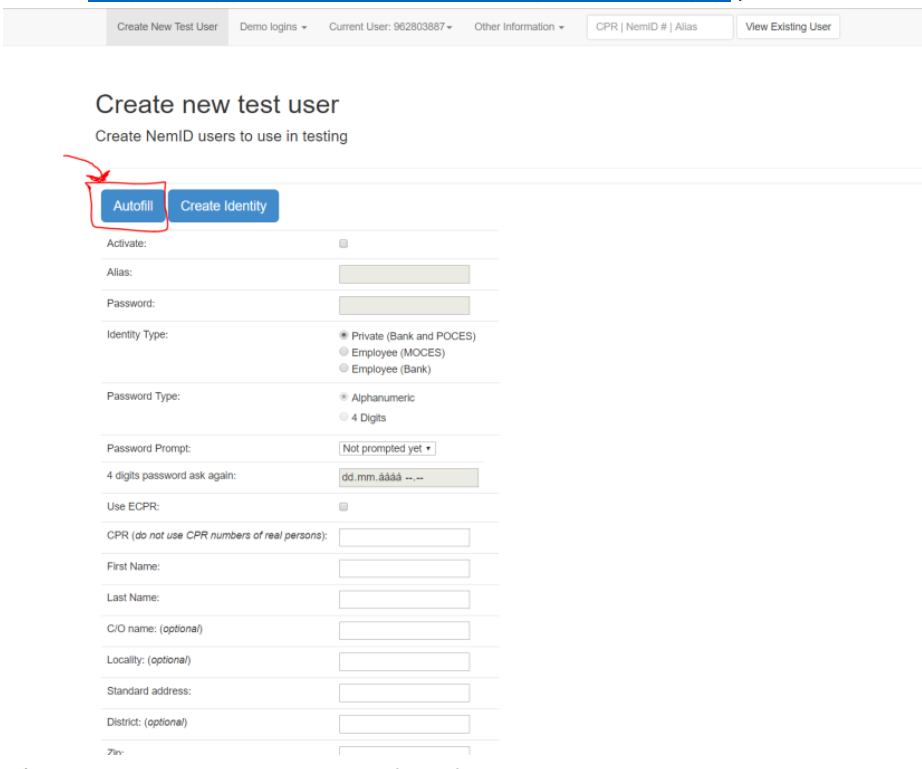 Create New Test User Demo logins Current User: 962803887 Other Information CPR | NemID # | Alias View Existing User
Create new test user
Create NemID users to use in testing
Autofill Create Identity
Activate:
Alias:
Password:
Identity Type: Private (Bank and POCES)
Employee (MOCES)
Employee (Bank)
Password Type: Alphanumeric
4 Digits
Password Prompt: Not prompted yet
4 digits password ask again: dd.mm.åååå --.--
Use ECPR:
CPR (do not use CPR numbers of real persons):
First Name:
Last Name:
C/O name: (optional)
Locality: (optional)
Standard address:
District: (optional)
Zip: